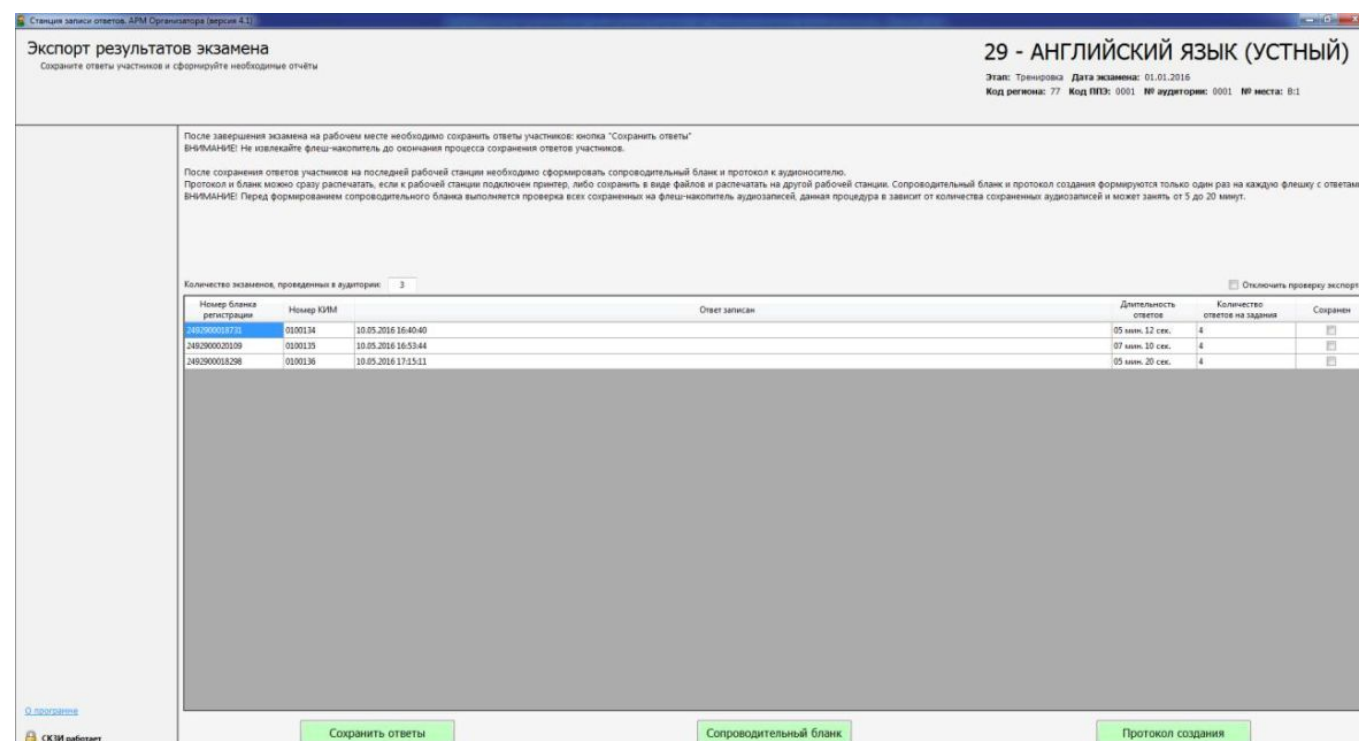 Станция записи ответов. АРМ Организатора (версия 4.1)
Экспорт результатов экзамена
Сохраните ответы участников и сформируйте необходимые отчёты
29 - АНГЛИЙСКИЙ ЯЗЫК (УСТНЫЙ)
Этап: Тренировка Дата экзамена: 01.01.2016
Код региона: 77 Код ППЭ: 0001 № аудитории: 0001 № места: B:1
После завершения экзамена на рабочем месте необходимо сохранить ответы участников: кнопка "Сохранить ответы"
ВНИМАНИЕ! Не извлекайте флеш-накопитель до окончания процесса сохранения ответов участников.
После сохранения ответов участников на последней рабочей станции необходимо сформировать сопроводительный бланк и протокол к аудионосителю.
Протокол и бланк можно сразу распечатать, если к рабочей станции подключен принтер, либо сохранить в виде файлов и распечатать на другой рабочей станции. Сопроводительный бланк и протокол создания формируются только один раз на каждую флешку с ответами
ВНИМАНИЕ! Перед формированием сопроводительного бланка выполняется проверка всех сохраненных на флеш-накопитель аудиозаписей, данная процедура в зависит от количества сохраненных аудиозаписей и может занять от 5 до 20 минут.
Количество экзаменов, проведенных в аудитории: 3
Отключить проверку экспорт
Номер бланка регистрации Номер КИМ Ответ записан Длительность ответов Количество ответов на задания Сохранен
2492900018731 0100134 10.05.2016 16:40:40 05 мин. 12 сек. 4
2492900020109 0100135 10.05.2016 16:53:44 07 мин. 10 сек. 4
2492900018298 0100136 10.05.2016 17:15:11 05 мин. 20 сек. 4
О программе
СКЗИ работает
Сохранить ответы
Сопроводительный бланк
Протокол создания